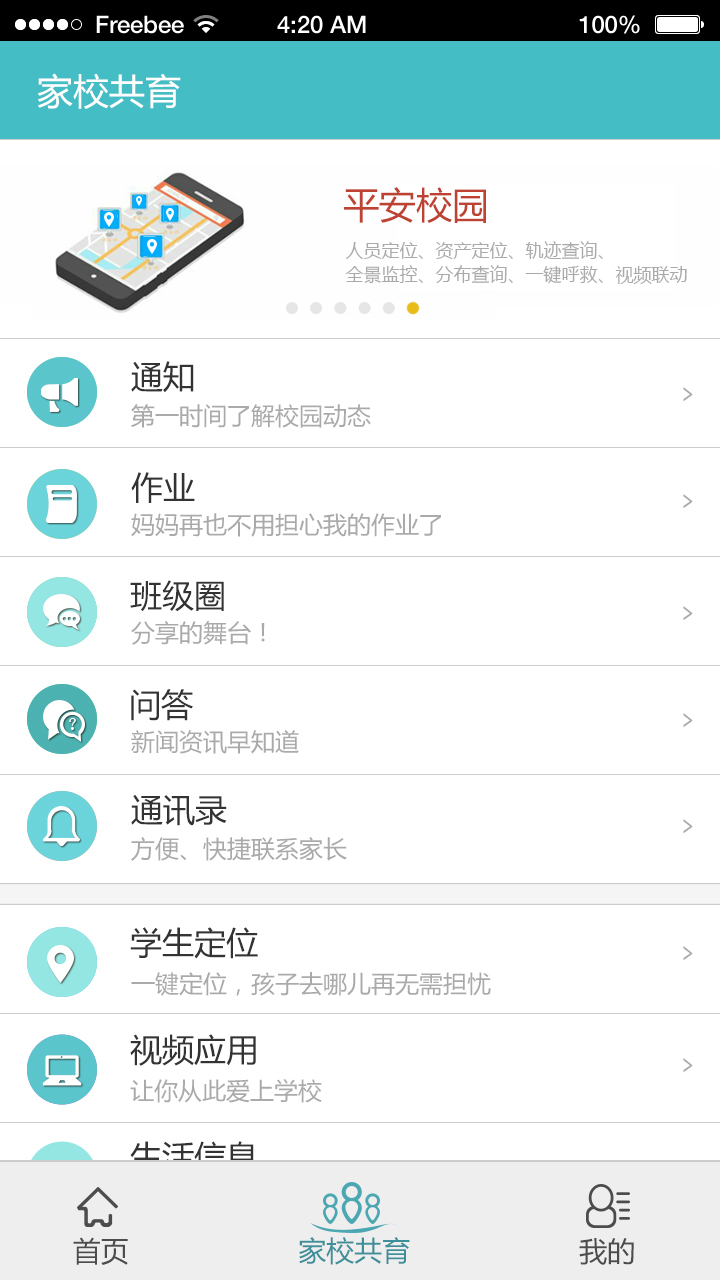 Freebee 4:20 AM 100%
家校共育
平安校园
人员定位、资产定位、轨迹查询、
全景监控、分布查询、一键呼救、视频联动
通知
第一时间了解校园动态
作业
妈妈再也不用担心我的作业了
班级圈
分享的舞台！
问答
新闻资讯早知道
通讯录
方便、快捷联系家长
学生定位
一键定位，孩子去哪儿再无需担忧
视频应用
让你从此爱上学校
生活信息
首页 家校共育 我的